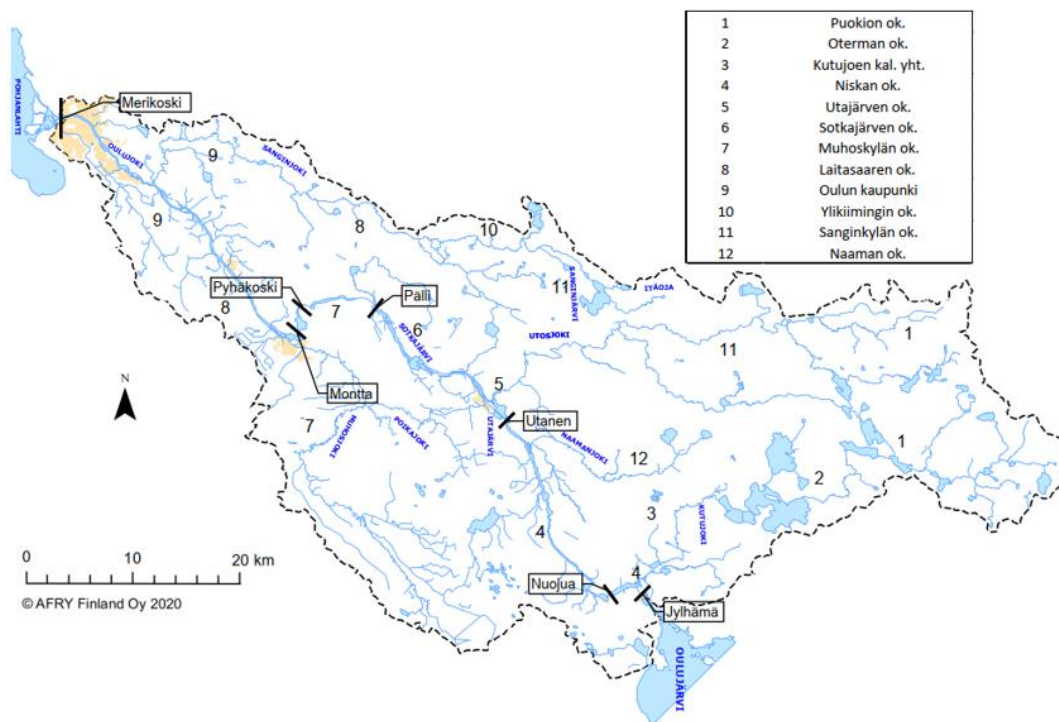 1 Puokion ok.
2 Oterman ok.
3 Kutujoen kal. yht.
4 Niskan ok.
5 Utajärven ok.
6 Sotkajärven ok.
7 Muhoskylän ok.
8 Laitasaaren ok.
9 Oulun kaupunki
10 Ylikiimingin ok.
11 Sanginkylän ok.
12 Naaman ok.
POHJANLAHTI
Merikoski
OULUJOKI
9
SANGINJOKI
9
8
10
SANGINJÄRVI
11
ITÄOJA
Pyhäkoski
7
Pälli
8
6
SOTKAJÄRVI
UTOSJOKI
11
1
Montta
5
N
7
MUHOSJOKI
POIKAJOKI
UTAJÄRVI
Utanen
NAAMANJOKI
12
1
2
3
KUTUJOKI
4
4
Nuojua
Jylhämä
OULUJÄRVI
0 10 20 km
© AFRY Finland Oy 2020